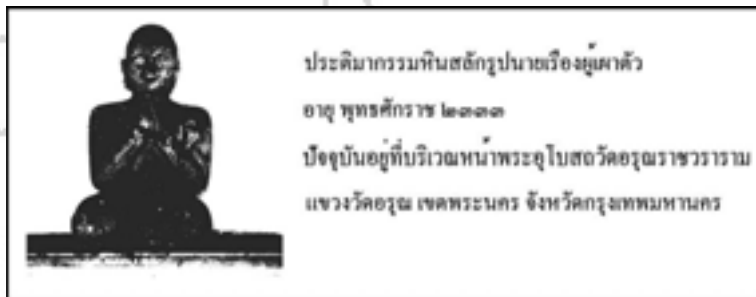 ประติมากรรมหินสลักรูปนายเรืองผู้เผาตัว
อายุ พุทธศักราช ๒๓๓๓
ปัจจุบันอยู่ที่บริเวณหน้าพระอุโบสถวัดอรุณราชวราราม
แขวงวัดอรุณ เขตพระนคร จังหวัดกรุงเทพมหานคร